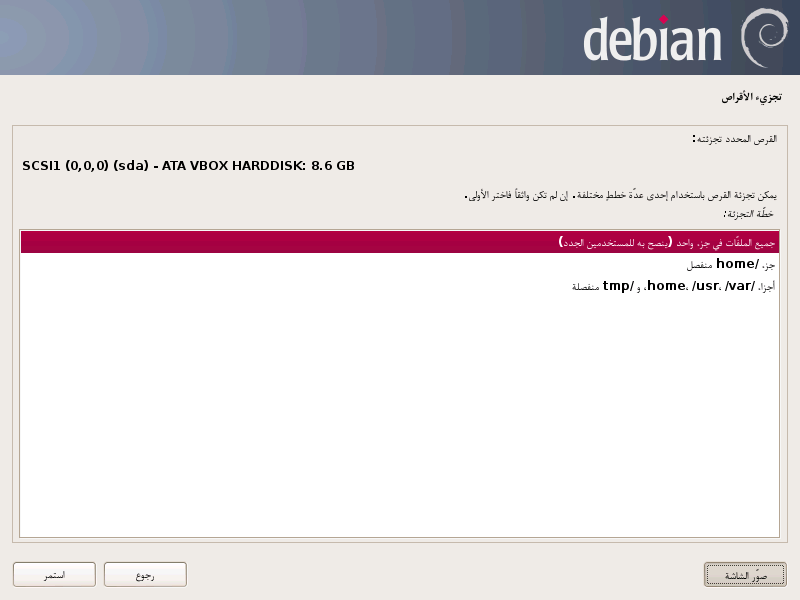 debian
تجزيء الأقراص
القرص المحدد تجزئته:
SCSI1 (0,0,0) (sda) - ATA VBOX HARDDISK: 8.6 GB
يمكن تجزئة القرص باستخدام إحدى عدّة خططٍ مختلفة. إن لم تكن واثقاً فاختر الأولى.
خطّة التجزئة:
جميع الملفّات في جزء واحد (ينصح به للمستخدمين الجدد)
جزء /home منفصل
أجزاء /home، /usr، /var، و /tmp منفصلة
استمر
رجوع
صوّر الشاشة